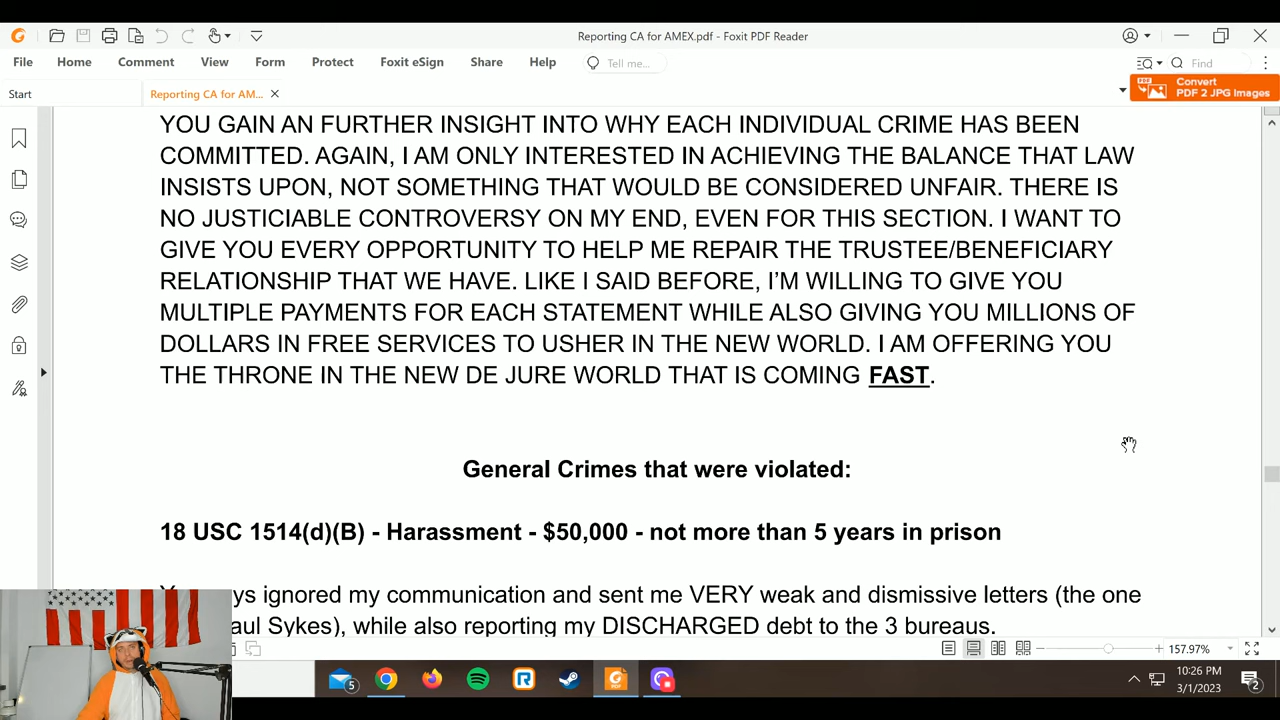 Reporting CA for AMEX.pdf - Foxit PDF Reader
File Home Comment View Form Protect Foxit eSign Share Help Tell me... Find
Start Reporting CA for AM...
Convert
PDF 2 JPG Images
YOU GAIN AN FURTHER INSIGHT INTO WHY EACH INDIVIDUAL CRIME HAS BEEN
COMMITTED. AGAIN, I AM ONLY INTERESTED IN ACHIEVING THE BALANCE THAT LAW
INSISTS UPON, NOT SOMETHING THAT WOULD BE CONSIDERED UNFAIR. THERE IS
NO JUSTICIABLE CONTROVERSY ON MY END, EVEN FOR THIS SECTION. I WANT TO
GIVE YOU EVERY OPPORTUNITY TO HELP ME REPAIR THE TRUSTEE/BENEFICIARY
RELATIONSHIP THAT WE HAVE. LIKE I SAID BEFORE, I'M WILLING TO GIVE YOU
MULTIPLE PAYMENTS FOR EACH STATEMENT WHILE ALSO GIVING YOU MILLIONS OF
DOLLARS IN FREE SERVICES TO USHER IN THE NEW WORLD. I AM OFFERING YOU
THE THRONE IN THE NEW DE JURE WORLD THAT IS COMING FAST.
General Crimes that were violated:
18 USC 1514(d)(B) - Harassment - $50,000 - not more than 5 years in prison
ignored my communication and sent me VERY weak and dismissive letters (the one
Sykes), while also reporting my DISCHARGED debt to the 3 bureaus.
157.97%
5
10:26 PM
3/1/2023
2